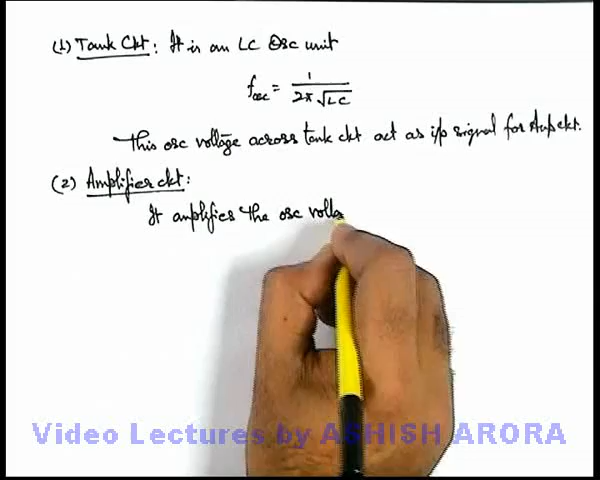 (1) Tank Ckt: It is an LC Osc unit
fosc = 1 / 2π√LC
This osc voltage across tank ckt act as i/p signal for Amp ckt.
(2) Amplifier ckt:
It amplifies the osc volta
Video Lectures by ASHISH ARORA